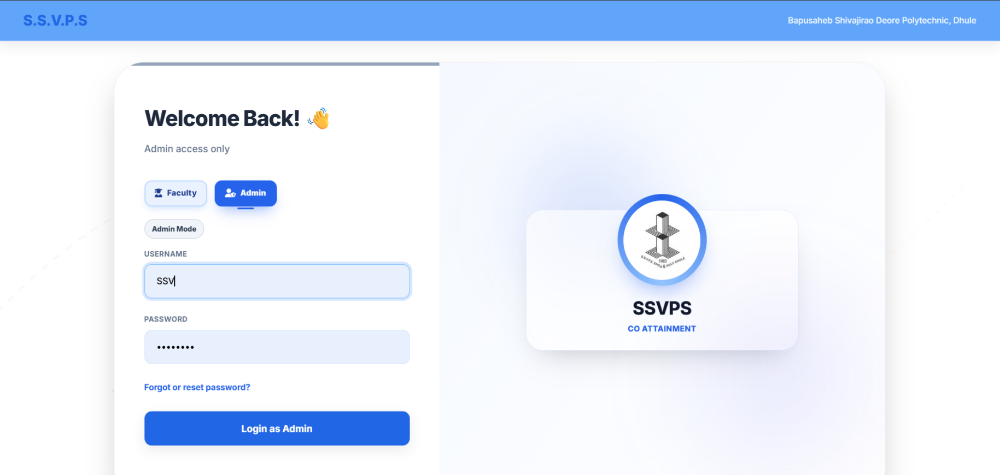 S.S.V.P.S
Bapusaheb Shivajirao Deore Polytechnic, Dhule
Welcome Back! 👋
Admin access only
Faculty Admin
Admin Mode
USERNAME
SSV
PASSWORD
••••••••
Forgot or reset password?
Login as Admin
1983
S.S.V.P.S. ENGG & POLY. DHULE
SSVPS
CO ATTAINMENT